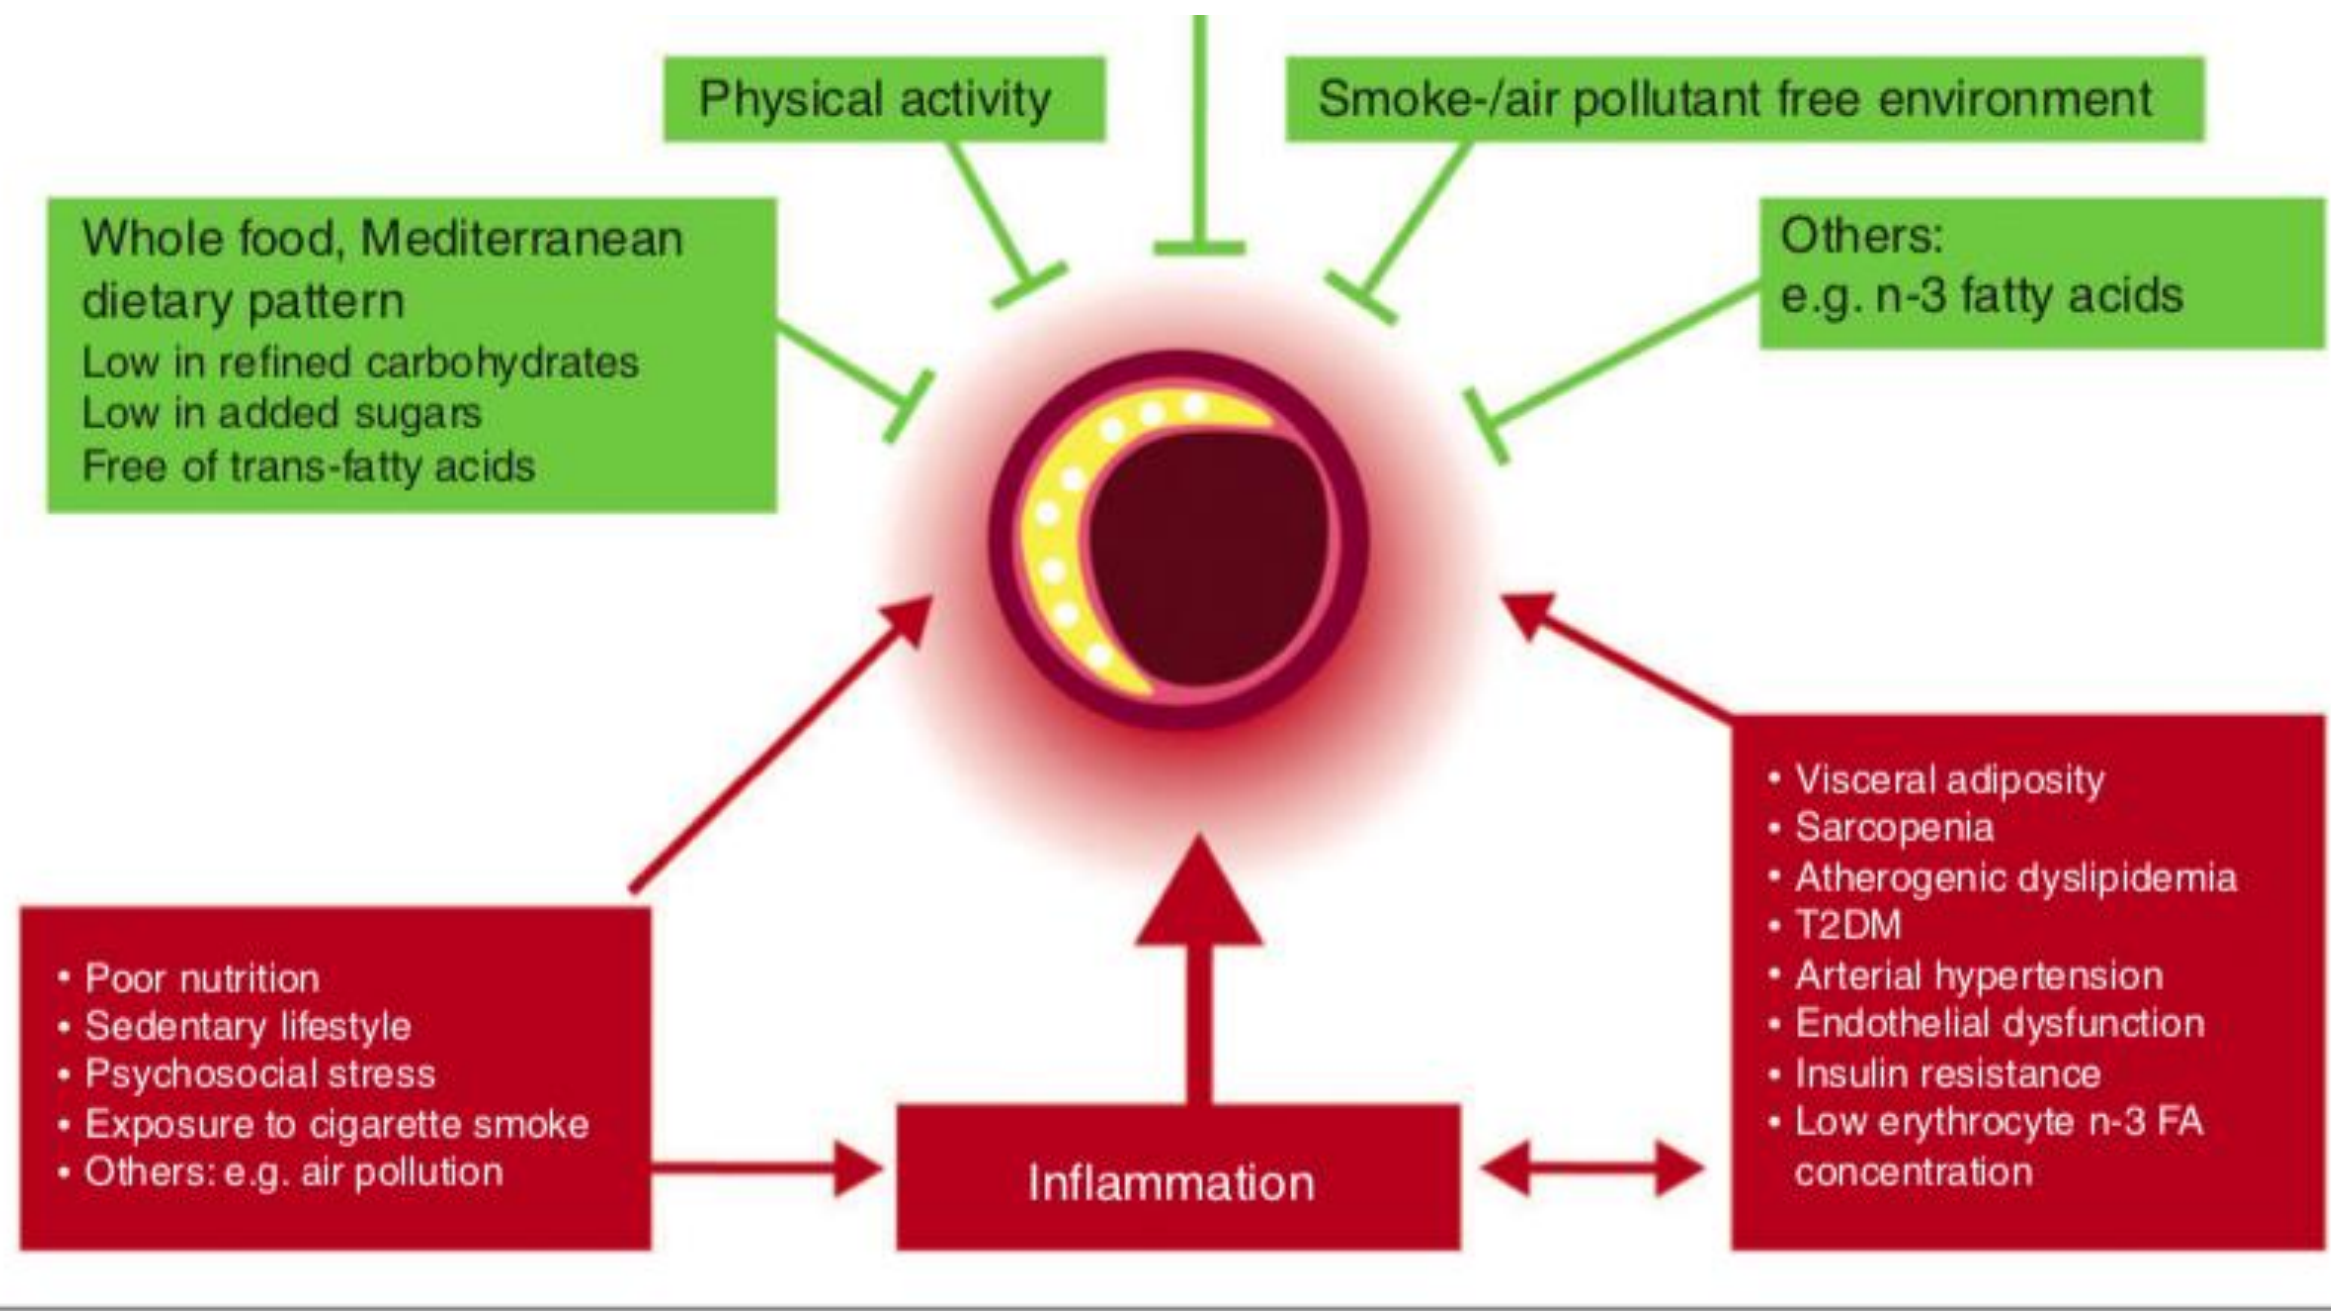 Physical activity
Smoke-/air pollutant free environment
Whole food, Mediterranean
dietary pattern
Low in refined carbohydrates
Low in added sugars
Free of trans-fatty acids
Others:
e.g. n-3 fatty acids
• Poor nutrition
• Sedentary lifestyle
• Psychosocial stress
• Exposure to cigarette smoke
• Others: e.g. air pollution
Inflammation
• Visceral adiposity
• Sarcopenia
• Atherogenic dyslipidemia
• T2DM
• Arterial hypertension
• Endothelial dysfunction
• Insulin resistance
• Low erythrocyte n-3 FA
concentration